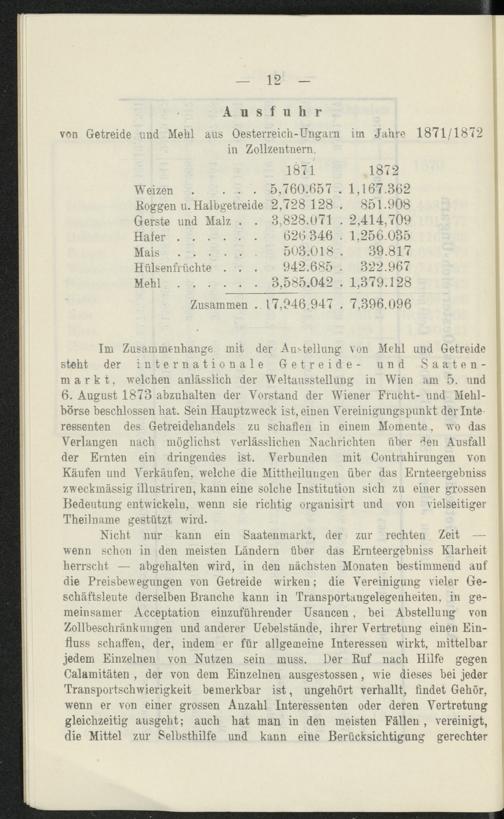 — 12 —
Ausfuhr
von Getreide und Mehl aus Oesterreich-Ungarn im Jahre 1871/1872
in Zollzentnern.
1871 1872
Weizen . . . . 5,760.657 . 1,167.362
Roggen u. Halbgetreide 2,728 128 . 851.908
Gerste und Malz . . 3,828.071 . 2,414,709
Hafer . . . . . . 626 346 . 1,256.035
Mais . . . . . 503.018 . 39.817
Hülsenfrüchte . . . 942.685 . 322.967
Mehl . . . . . . 3,585.042 . 1,379.128
Zusammen . 17,946.947 . 7,396.096
Im Zusammenhange mit der Austellung von Mehl und Getreide
steht der internationale Getreide- und Saaten-
markt, welchen anlässlich der Weltausstellung in Wien am 5. und
6. August 1873 abzuhalten der Vorstand der Wiener Frucht- und Mehl-
börse beschlossen hat. Sein Hauptzweck ist, einen Vereinigungspunkt der Inte
ressenten des Getreidehandels zu schaffen in einem Momente, wo das
Verlangen nach möglichst verlässlichen Nachrichten über den Ausfall
der Ernten ein dringendes ist. Verbunden mit Contrahirungen von
Käufen und Verkäufen, welche die Mittheilungen über das Ernteergebniss
zweckmässig illustriren, kann eine solche Institution sich zu einer grossen
Bedeutung entwickeln, wenn sie richtig organisirt und von vielseitiger
Theilname gestützt wird.
Nicht nur kann ein Saatenmarkt, der zur rechten Zeit —
wenn schon in den meisten Ländern über das Ernteergebniss Klarheit
herrscht — abgehalten wird, in den nächsten Monaten bestimmend auf
die Preisbewegungen von Getreide wirken; die Vereinigung vieler Ge-
schäftsleute derselben Branche kann in Transportangelegenheiten, in ge-
meinsamer Acceptation einzuführender Usancen, bei Abstellung von
Zollbeschränkungen und anderer Uebelstände, ihrer Vertretung einen Ein-
fluss schaffen, der, indem er für allgemeine Interessen wirkt, mittelbar
jedem Einzelnen von Nutzen sein muss. Der Ruf nach Hilfe gegen
Calamitäten, der von dem Einzelnen ausgestossen, wie dieses bei jeder
Transportschwierigkeit bemerkbar ist, ungehört verhallt, findet Gehör,
wenn er von einer grossen Anzahl Interessenten oder deren Vertretung
gleichzeitig ausgeht; auch hat man in den meisten Fällen, vereinigt,
die Mittel zur Selbsthilfe und kann eine Berücksichtigung gerechter